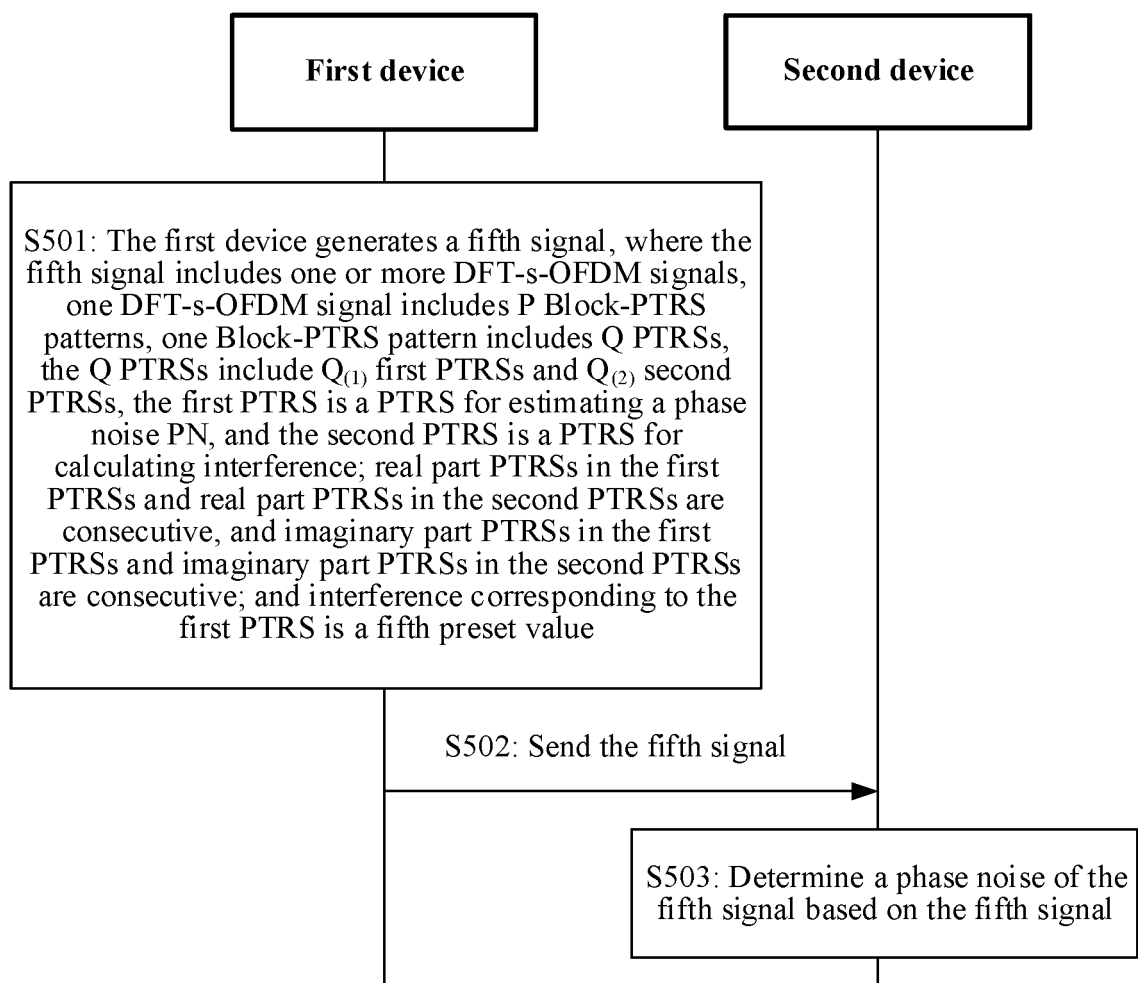 First device
Second device
S501: The first device generates a fifth signal, where the
fifth signal includes one or more DFT-s-OFDM signals,
one DFT-s-OFDM signal includes P Block-PTRS
patterns, one Block-PTRS pattern includes Q PTRSs,
the Q PTRSs include Q(1) first PTRSs and Q(2) second
PTRSs, the first PTRS is a PTRS for estimating a phase
noise PN, and the second PTRS is a PTRS for
calculating interference; real part PTRSs in the first
PTRSs and real part PTRSs in the second PTRSs are
consecutive, and imaginary part PTRSs in the first
PTRSs and imaginary part PTRSs in the second PTRSs
are consecutive; and interference corresponding to the
first PTRS is a fifth preset value
S502: Send the fifth signal
S503: Determine a phase noise of the
fifth signal based on the fifth signal